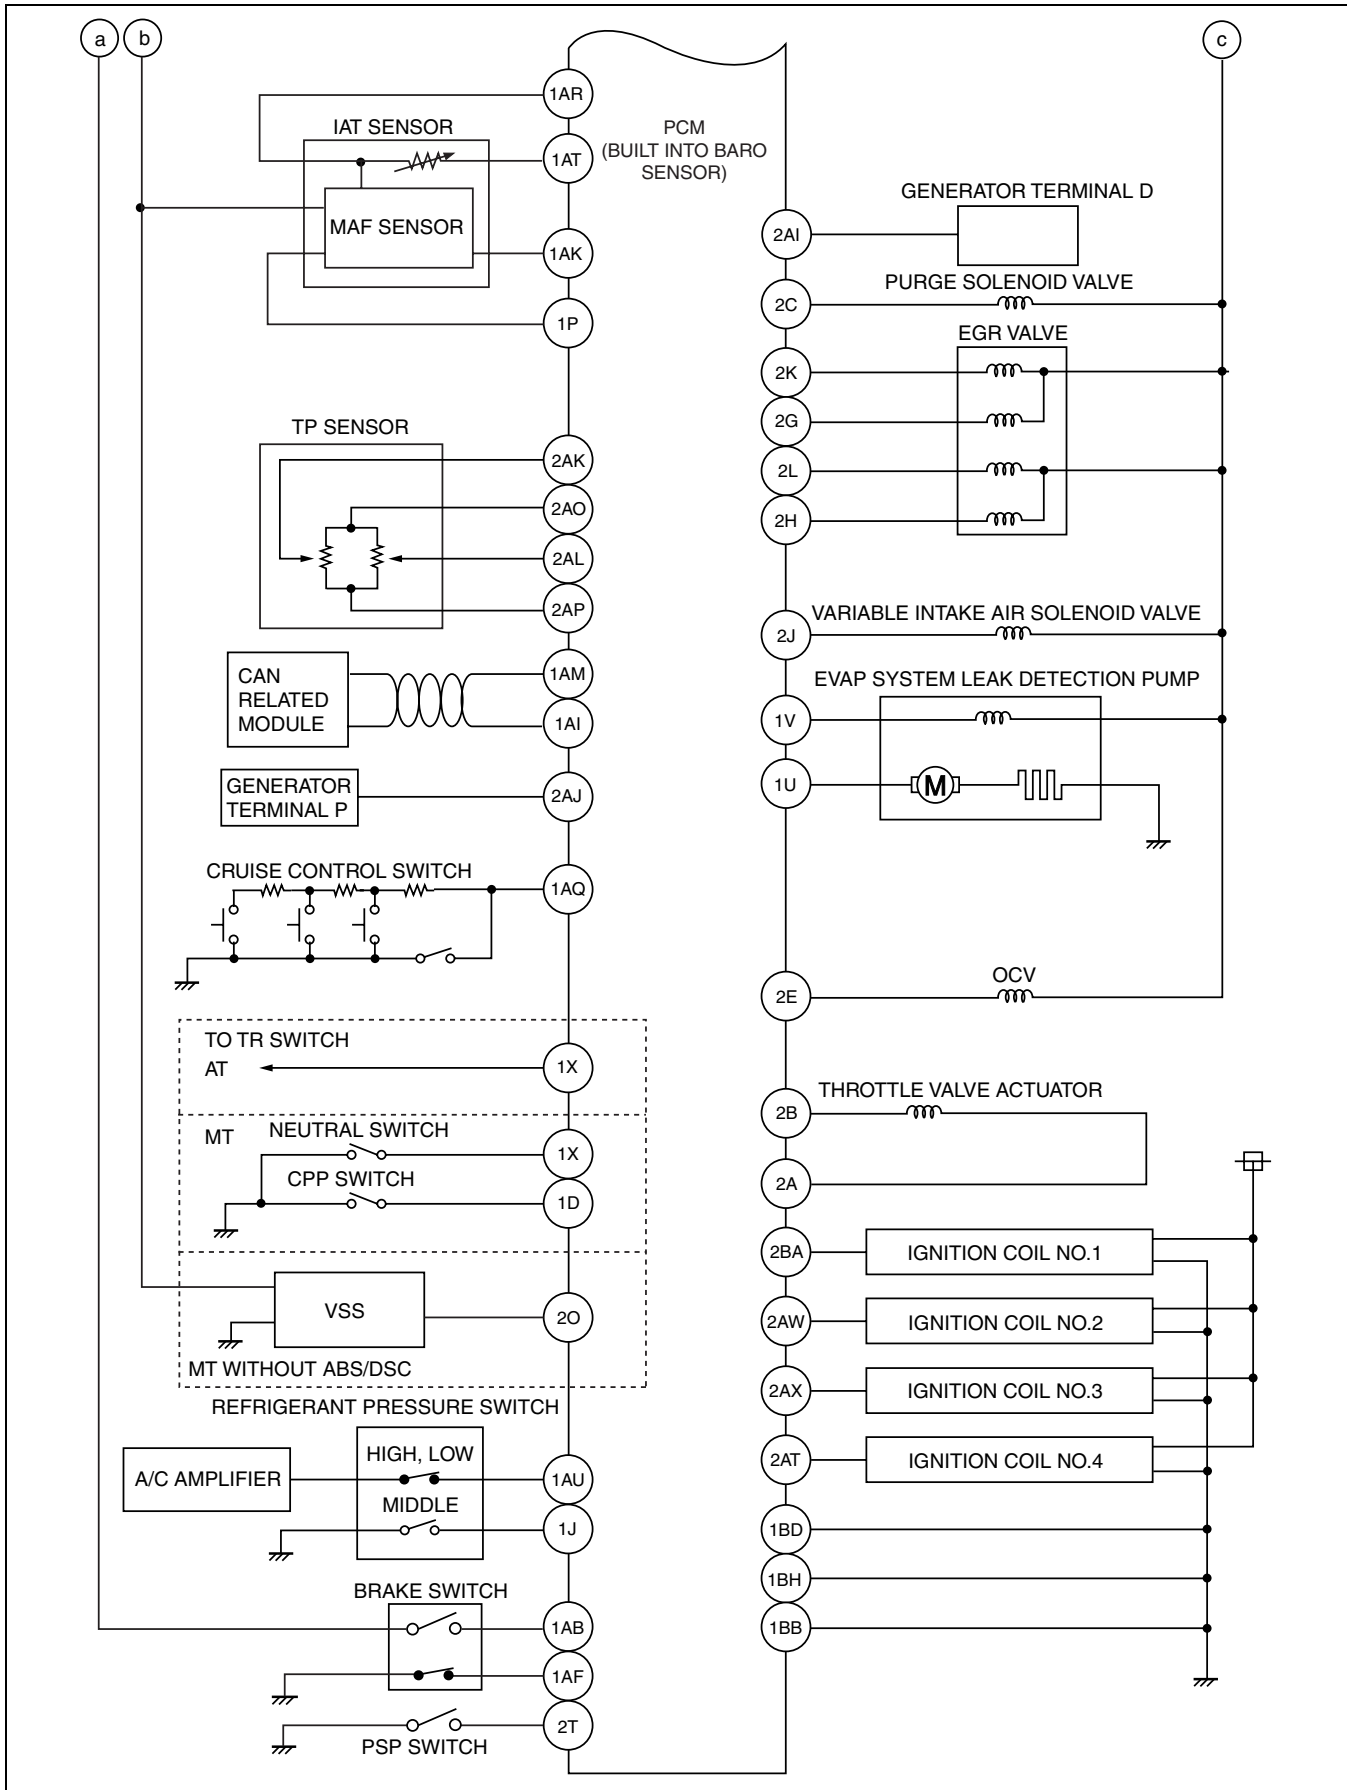 a
b
c
1AR
IAT SENSOR
1AT
PCM
(BUILT INTO BARO
SENSOR)
MAF SENSOR
1AK
1P
TP SENSOR
2AK
2AO
2AL
2AP
CAN
RELATED
MODULE
1AM
1AI
GENERATOR
TERMINAL P
2AJ
CRUISE CONTROL SWITCH
1AQ
TO TR SWITCH
AT
1X
MT
NEUTRAL SWITCH
1X
CPP SWITCH
1D
VSS
2O
MT WITHOUT ABS/DSC
REFRIGERANT PRESSURE SWITCH
HIGH, LOW
A/C AMPLIFIER
1AU
MIDDLE
1J
BRAKE SWITCH
1AB
1AF
2T
PSP SWITCH
GENERATOR TERMINAL D
2AI
PURGE SOLENOID VALVE
2C
EGR VALVE
2K
2G
2L
2H
VARIABLE INTAKE AIR SOLENOID VALVE
2J
EVAP SYSTEM LEAK DETECTION PUMP
1V
1U
M
OCV
2E
THROTTLE VALVE ACTUATOR
2B
2A
2BA
IGNITION COIL NO.1
2AW
IGNITION COIL NO.2
2AX
IGNITION COIL NO.3
2AT
IGNITION COIL NO.4
1BD
1BH
1BB